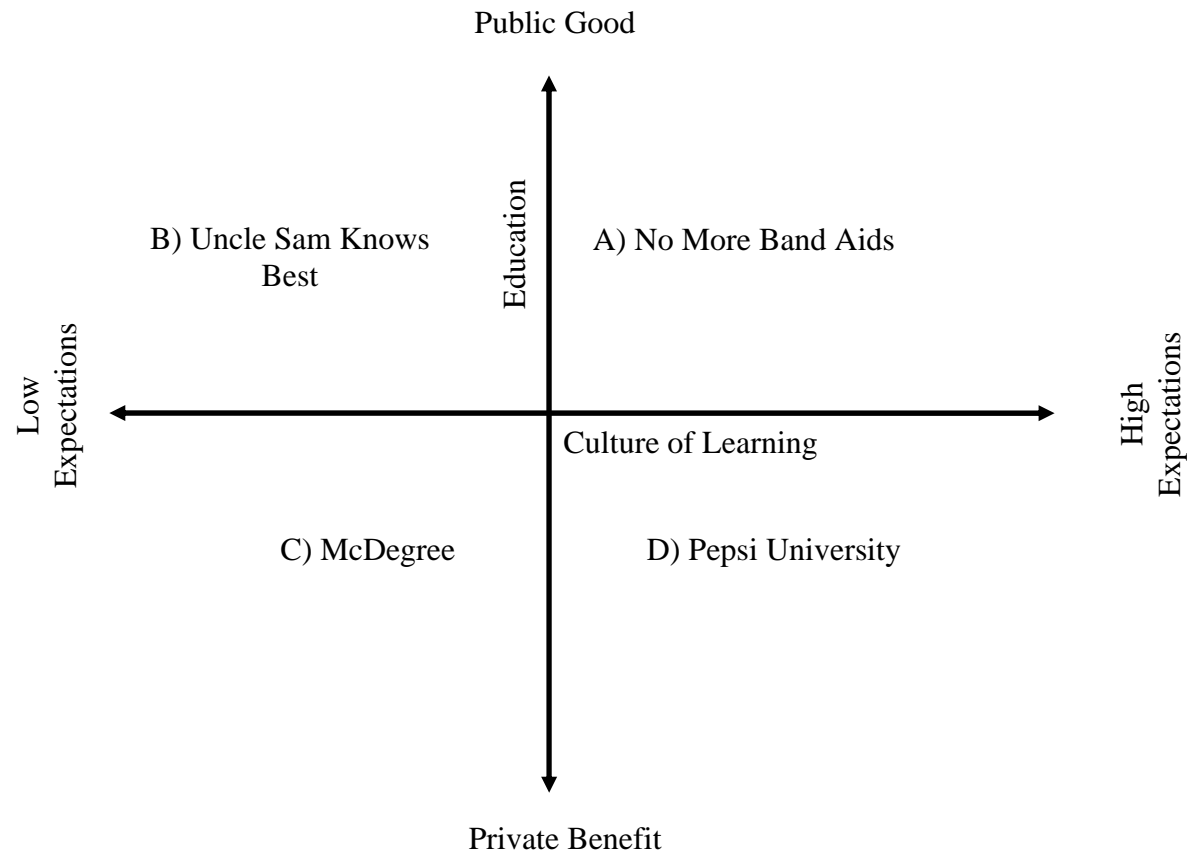 Public Good
Education
B) Uncle Sam Knows
Best
A) No More Band Aids
Low
Expectations
High
Expectations
Culture of Learning
C) McDegree
D) Pepsi University
Private Benefit